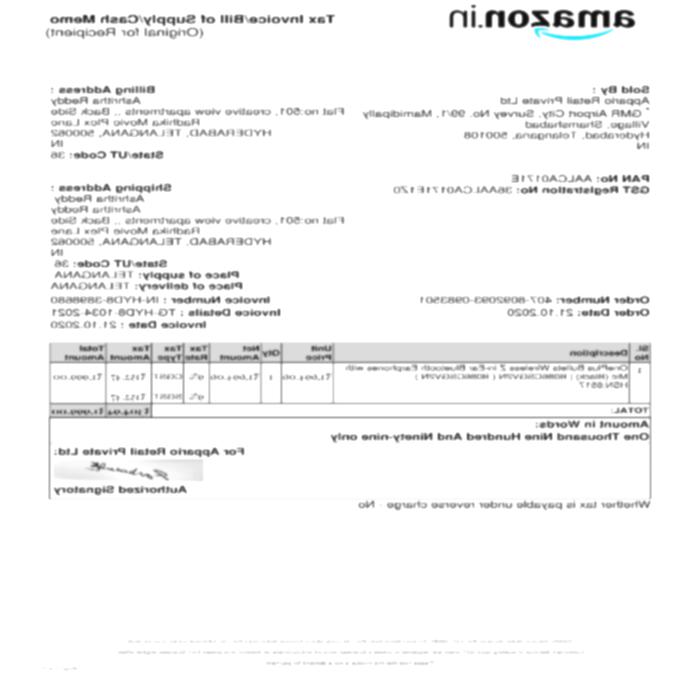 amazon.in
Tax Invoice/Bill of Supply/Cash Memo
(Original for Recipient)
Sold By :
Appario Retail Private Ltd
* GMR Airport City, Survey No. 99/1, Mamidipally
Village, Shamshabad
Hyderabad, Telangana, 500108
IN
PAN No: AALCA0171E
GST Registration No: 36AALCA0171E1Z0
Billing Address :
Ashritha Reddy
Flat no:501, creative view apartments ,, Back Side
Radhika Movie Plex Lane
HYDERABAD, TELANGANA, 500062
IN
State/UT Code: 36
Shipping Address :
Ashritha Reddy
Ashritha Reddy
Flat no:501, creative view apartments ,, Back Side
Radhika Movie Plex Lane
HYDERABAD, TELANGANA, 500062
IN
State/UT Code: 36
Place of supply: TELANGANA
Place of delivery: TELANGANA
Order Number: 407-8092093-0983501
Order Date: 21.10.2020
Invoice Number : IN-HYD8-3898680
Invoice Details : TG-HYD8-1034-2021
Invoice Date : 21.10.2020
Sl. No Description Unit Price Qty Net Amount Tax Rate Tax Type Tax Amount Total Amount
1 OnePlus Bullets Wireless Z in-Ear Bluetooth Earphones with
Mic (Black) |
HSN:8517
₹1,694.06 1 ₹1,694.06 9% CGST ₹152.47 ₹1,999.00
9% SGST ₹152.47
TOTAL: ₹304.94 ₹1,999.00
Amount in Words:
One Thousand Nine Hundred And Ninety-nine only
For Appario Retail Private Ltd:
Authorized Signatory
Whether tax is payable under reverse charge - No